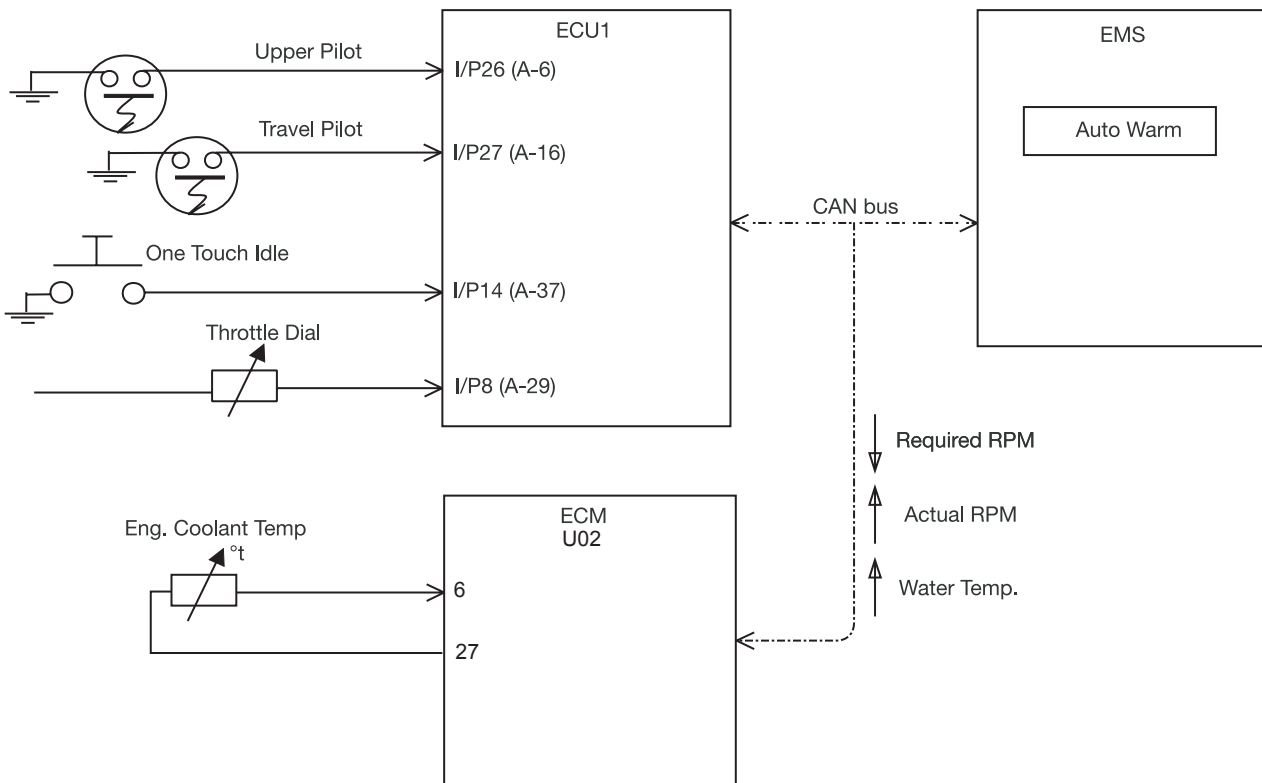 ECU1
EMS
Upper Pilot
I/P26 (A-6)
Travel Pilot
I/P27 (A-16)
Auto Warm
CAN bus
One Touch Idle
I/P14 (A-37)
Throttle Dial
I/P8 (A-29)
Required RPM
Actual RPM
Water Temp.
ECM
U02
Eng. Coolant Temp
°t
6
27